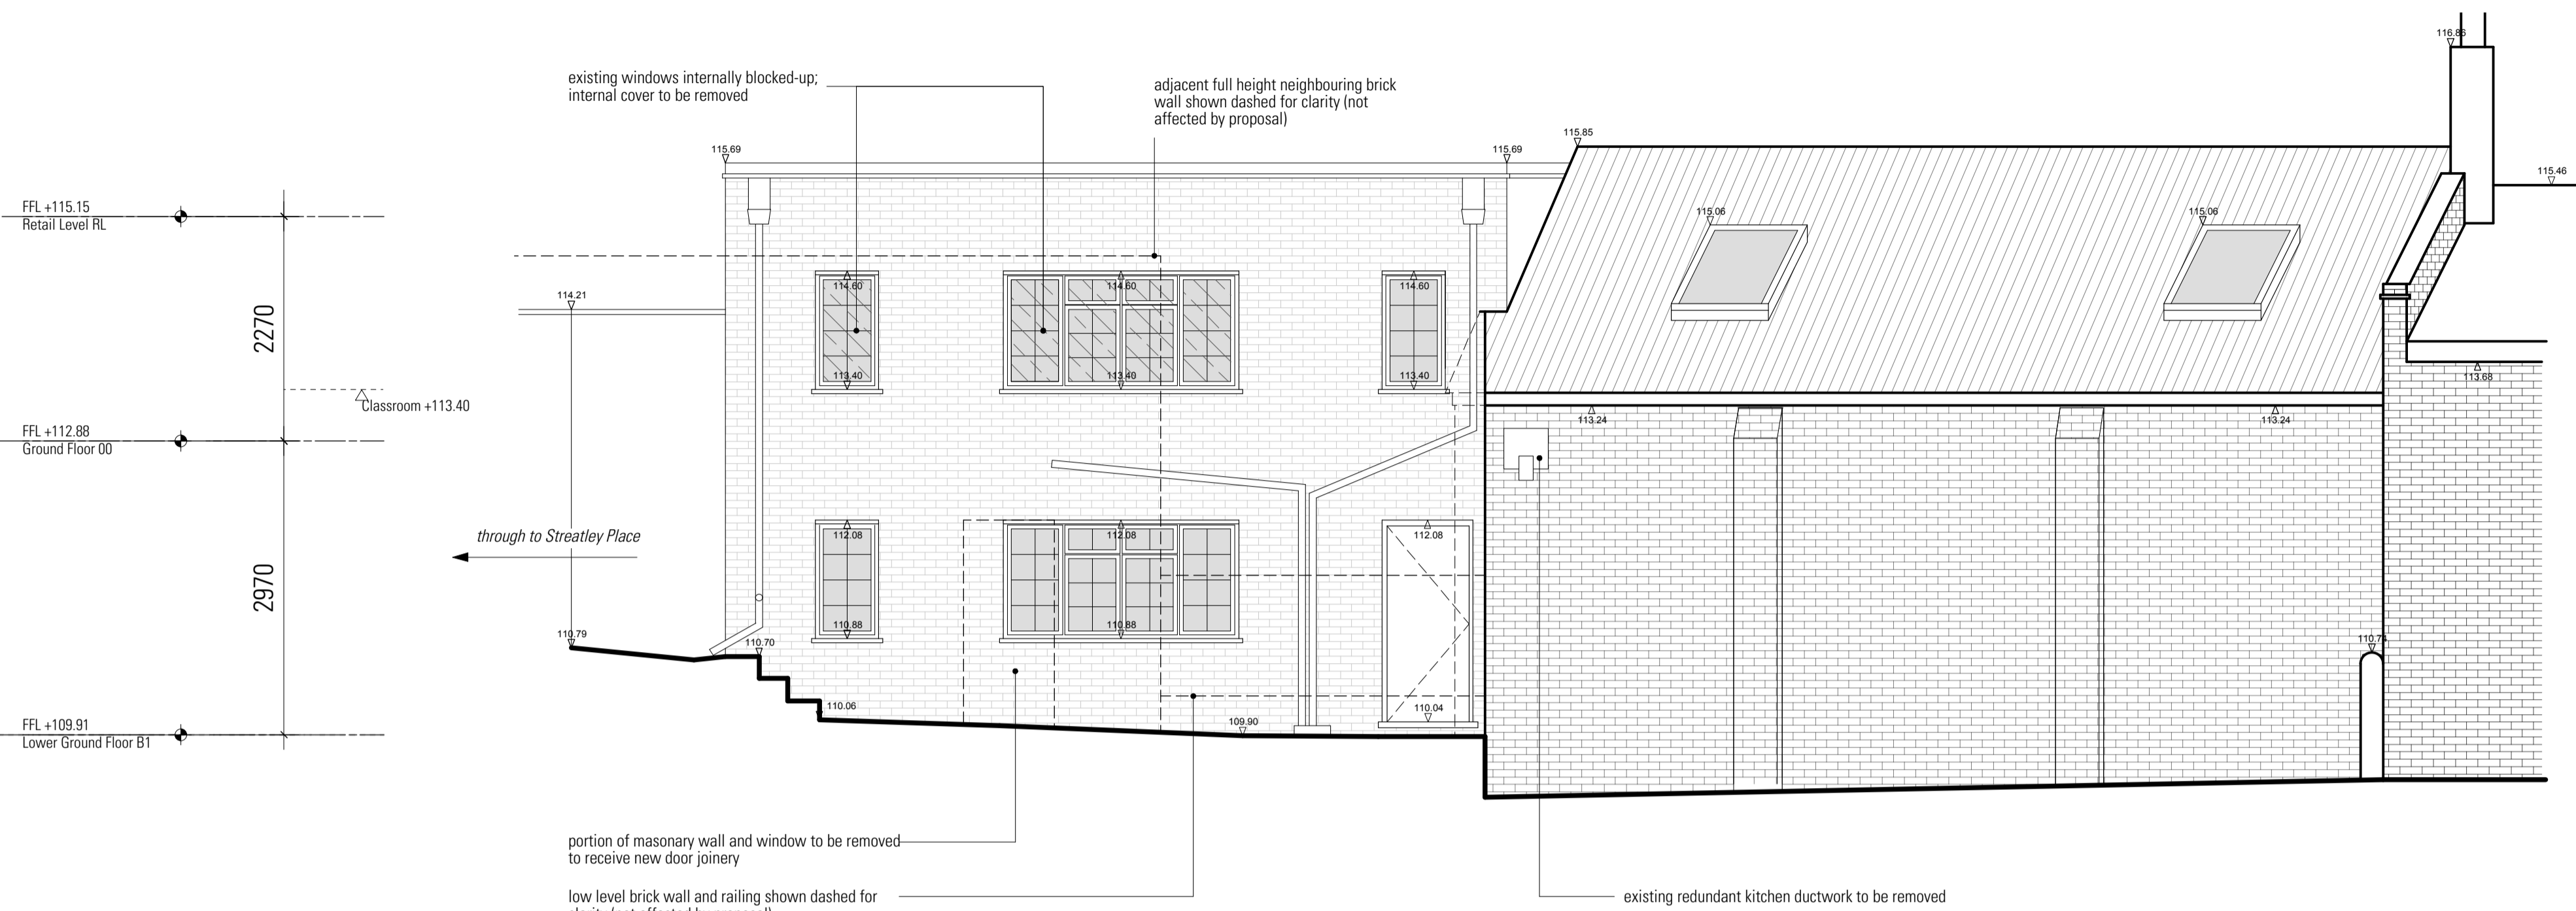 existing windows internally blocked-up;
internal cover to be removed
adjacent full height neighbouring brick
wall shown dashed for clarity (not
affected by proposal)
116.86
115.85
115.69
115.69
115.46
FFL +115.15
Retail Level RL
115.06
115.06
114.21
114.60
114.60
114.60
2270
113.40
113.40
113.40
113.68
Classroom +113.40
113.24
113.24
FFL +112.88
Ground Floor 00
through to Streatley Place
112.08
112.08
112.08
2970
110.88
110.88
110.79
110.70
110.06
110.04
109.90
FFL +109.91
Lower Ground Floor B1
portion of masonary wall and window to be removed
to receive new door joinery
low level brick wall and railing shown dashed for
existing redundant kitchen ductwork to be removed